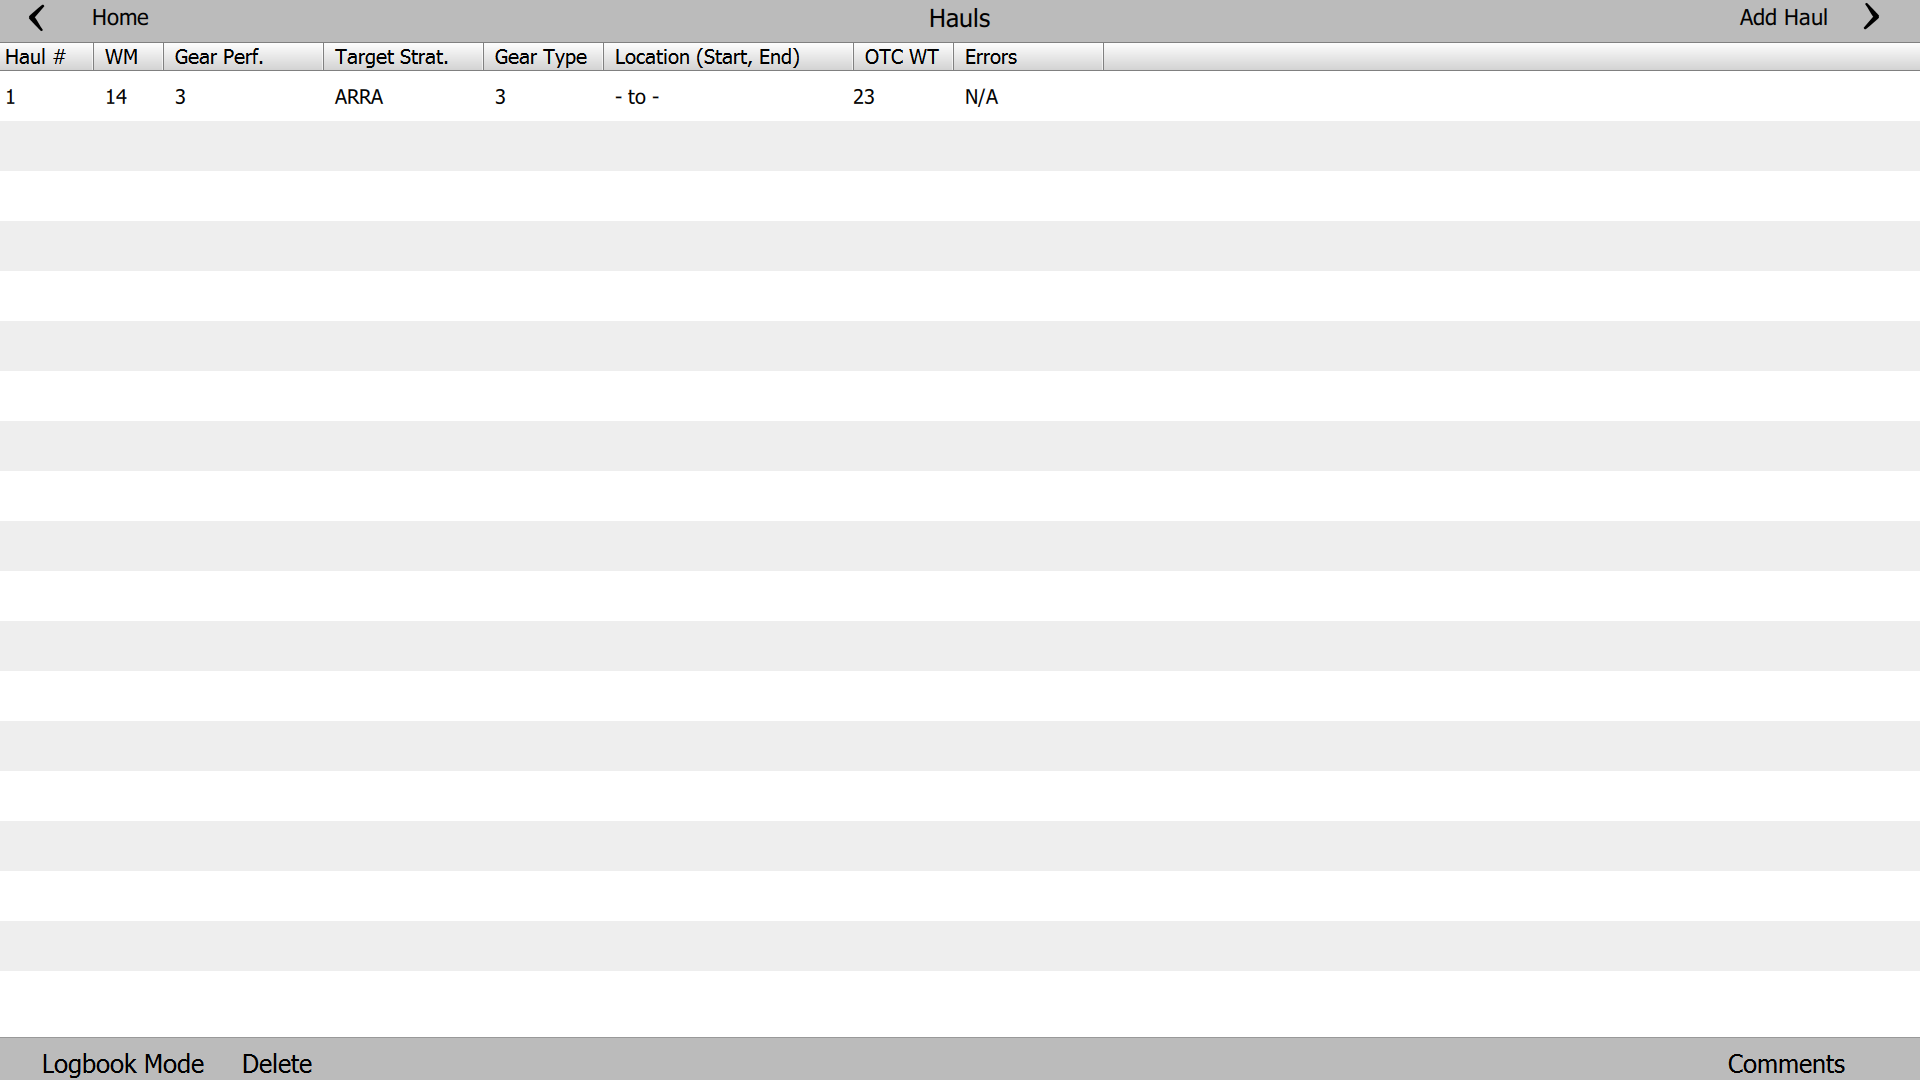 Home Hauls Add Haul
Haul # WM Gear Perf. Target Strat. Gear Type Location (Start, End) OTC WT Errors
1 14 3 ARRA 3 - to - 23 N/A
Logbook Mode Delete Comments